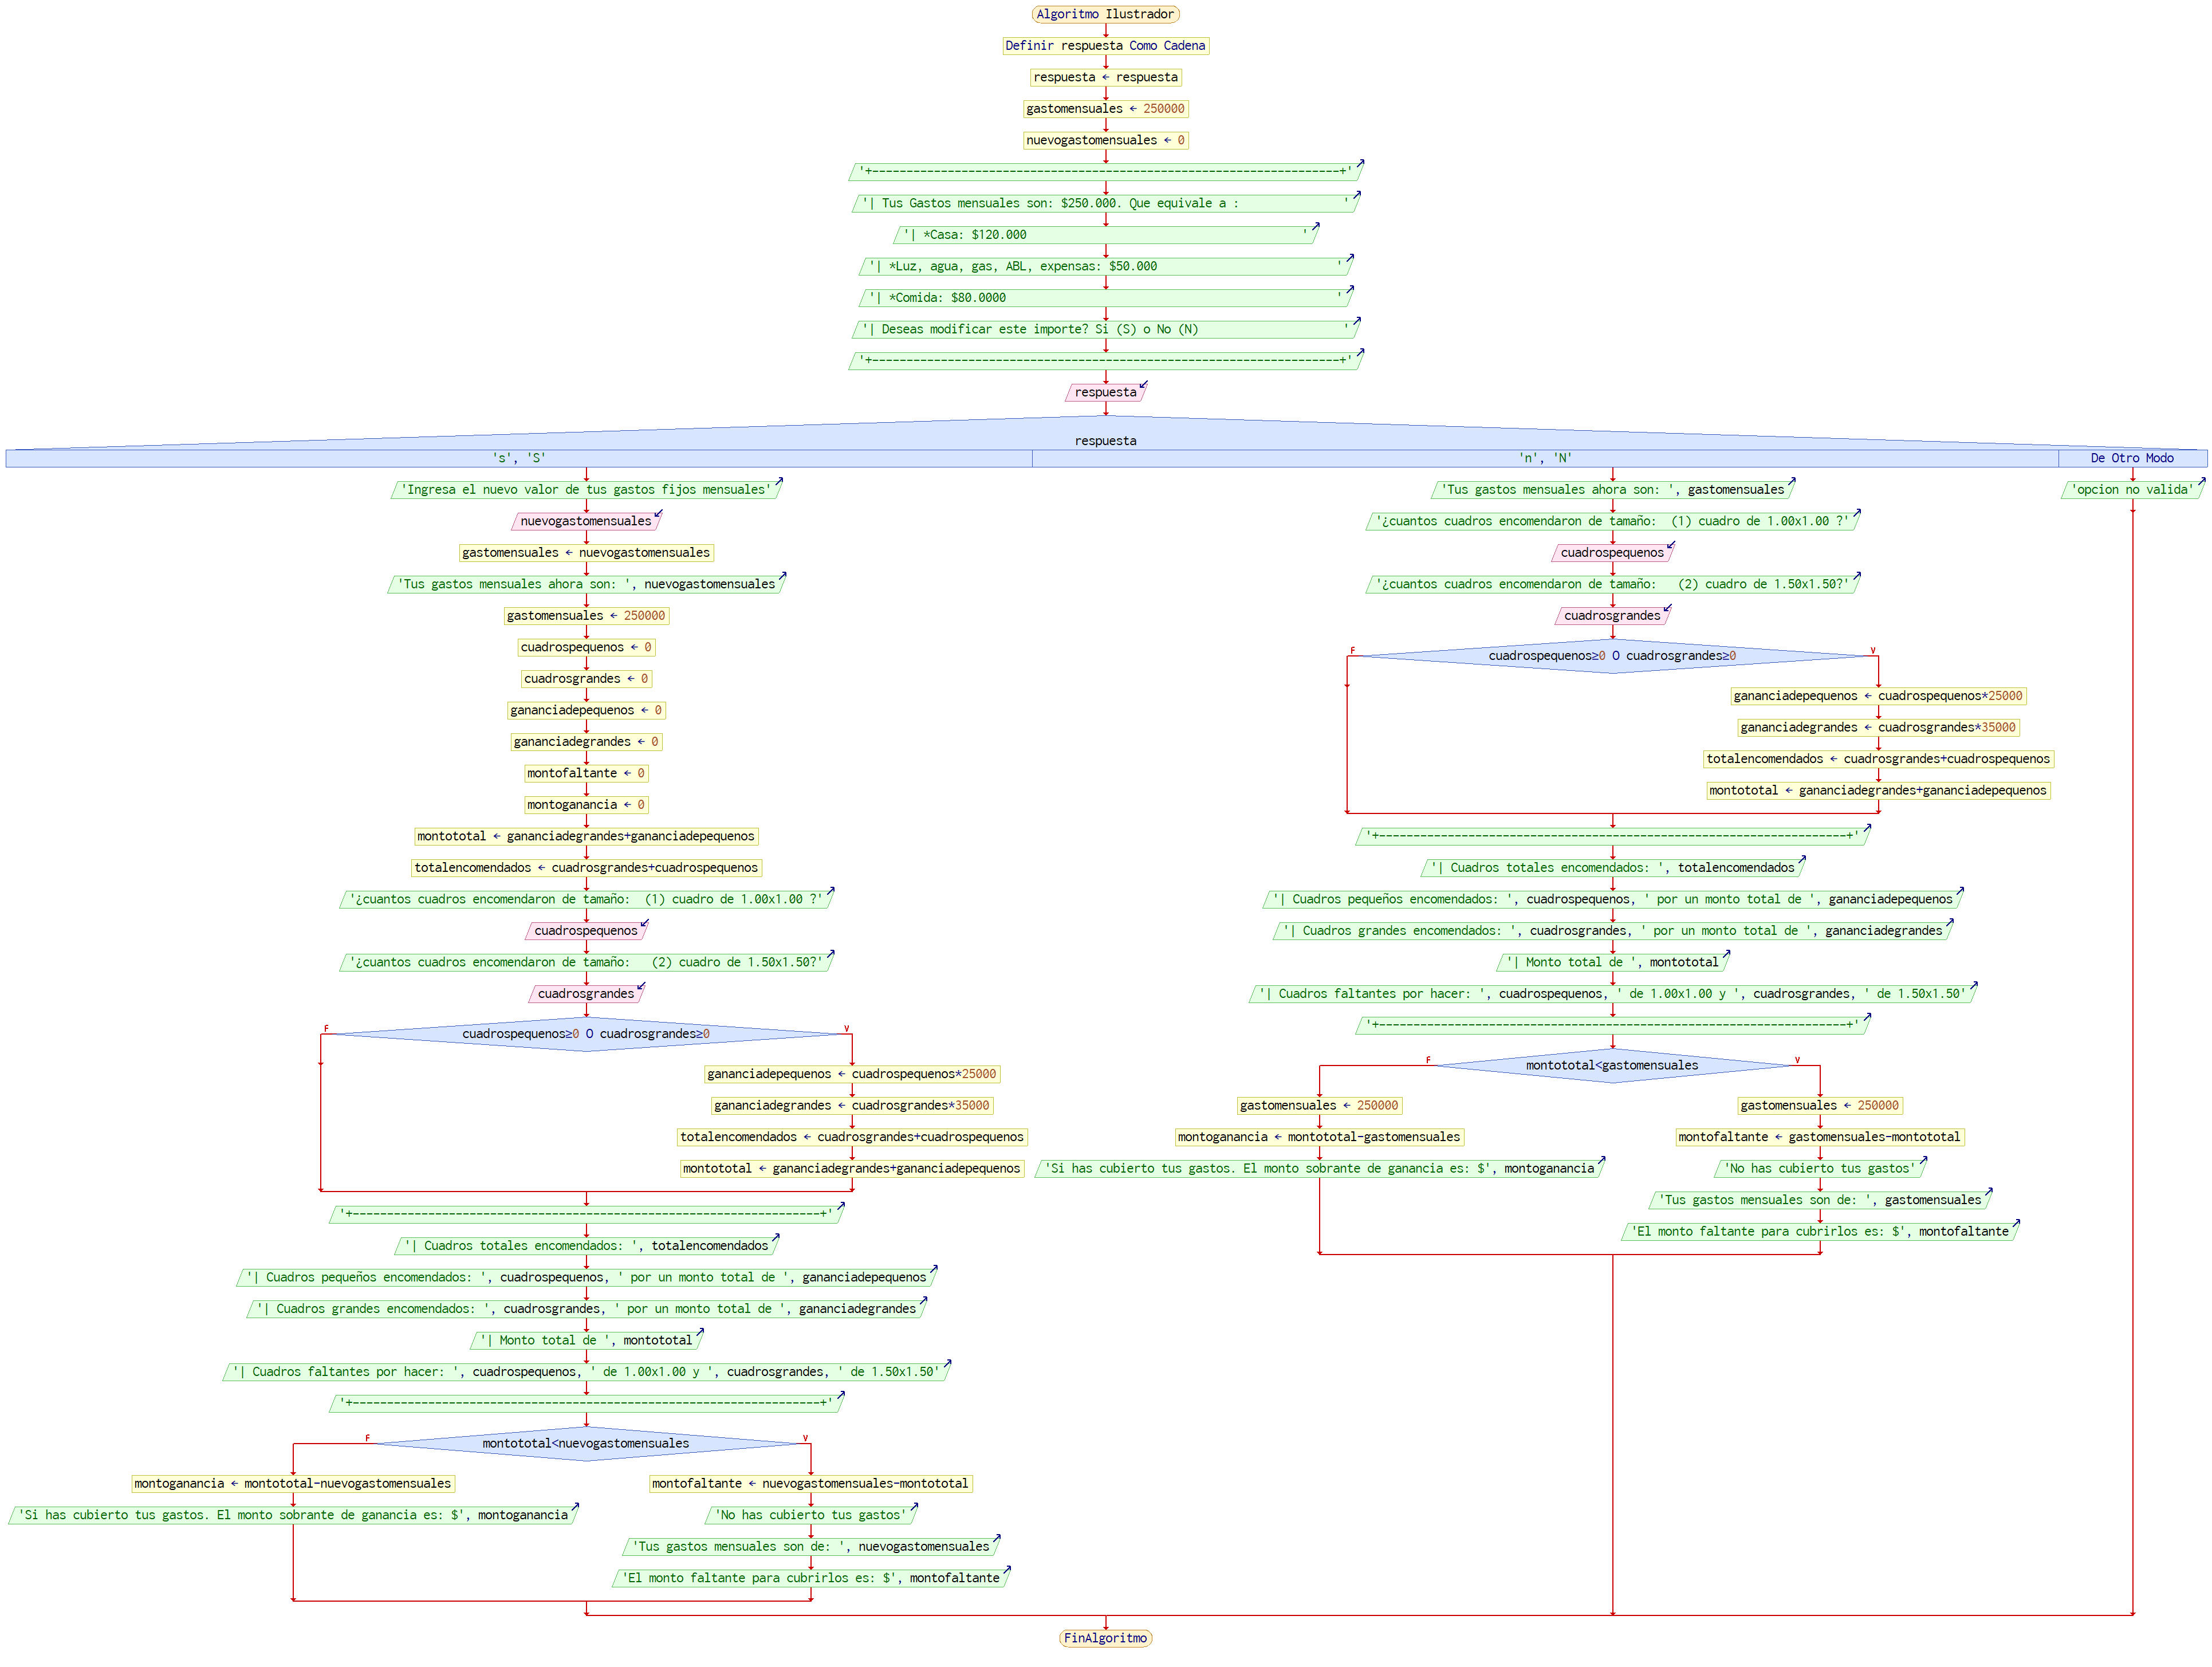 Algoritmo Ilustrador
Definir respuesta Como Cadena
respuesta ← respuesta
gastomensuales ← 250000
nuevogastomensuales ← 0
'+--------------------------------------------------------------------+'
'| Tus Gastos mensuales son: $250.000. Que equivale a :               '
'| *Casa: $120.000                                        '
'| *Luz, agua, gas, ABL, expensas: $50.000                          '
'| *Comida: $80.0000                                                '
'| Deseas modificar este importe? Si (S) o No (N)                     '
'+--------------------------------------------------------------------+'
respuesta
respuesta
's', 'S'
'n', 'N'
De Otro Modo
'Ingresa el nuevo valor de tus gastos fijos mensuales'
nuevogastomensuales
gastomensuales ← nuevogastomensuales
'Tus gastos mensuales ahora son: ', nuevogastomensuales
gastomensuales ← 250000
cuadrospequenos ← 0
cuadrosgrandes ← 0
gananciadepequenos ← 0
gananciadegrandes ← 0
montofaltante ← 0
montoganancia ← 0
montototal ← gananciadegrandes+gananciadepequenos
totalencomendados ← cuadrosgrandes+cuadrospequenos
'¿cuantos cuadros encomendaron de tamaño:  (1) cuadro de 1.00x1.00 ?'
cuadrospequenos
'¿cuantos cuadros encomendaron de tamaño:   (2) cuadro de 1.50x1.50?'
cuadrosgrandes
F
cuadrospequenos≥0 O cuadrosgrandes≥0
V
gananciadepequenos ← cuadrospequenos*25000
gananciadegrandes ← cuadrosgrandes*35000
totalencomendados ← cuadrosgrandes+cuadrospequenos
montototal ← gananciadegrandes+gananciadepequenos
'+--------------------------------------------------------------------+'
'| Cuadros totales encomendados: ', totalencomendados
'| Cuadros pequeños encomendados: ', cuadrospequenos, ' por un monto total de ', gananciadepequenos
'| Cuadros grandes encomendados: ', cuadrosgrandes, ' por un monto total de ', gananciadegrandes
'| Monto total de ', montototal
'| Cuadros faltantes por hacer: ', cuadrospequenos, ' de 1.00x1.00 y ', cuadrosgrandes, ' de 1.50x1.50'
'+--------------------------------------------------------------------+'
F
montototal<nuevogastomensuales
V
montoganancia ← montototal-nuevogastomensuales
'Si has cubierto tus gastos. El monto sobrante de ganancia es: $', montoganancia
montofaltante ← nuevogastomensuales-montototal
'No has cubierto tus gastos'
'Tus gastos mensuales son de: ', nuevogastomensuales
'El monto faltante para cubrirlos es: $', montofaltante
'Tus gastos mensuales ahora son: ', gastomensuales
'¿cuantos cuadros encomendaron de tamaño:  (1) cuadro de 1.00x1.00 ?'
cuadrospequenos
'¿cuantos cuadros encomendaron de tamaño:   (2) cuadro de 1.50x1.50?'
cuadrosgrandes
F
cuadrospequenos≥0 O cuadrosgrandes≥0
V
gananciadepequenos ← cuadrospequenos*25000
gananciadegrandes ← cuadrosgrandes*35000
totalencomendados ← cuadrosgrandes+cuadrospequenos
montototal ← gananciadegrandes+gananciadepequenos
'+--------------------------------------------------------------------+'
'| Cuadros totales encomendados: ', totalencomendados
'| Cuadros pequeños encomendados: ', cuadrospequenos, ' por un monto total de ', gananciadepequenos
'| Cuadros grandes encomendados: ', cuadrosgrandes, ' por un monto total de ', gananciadegrandes
'| Monto total de ', montototal
'| Cuadros faltantes por hacer: ', cuadrospequenos, ' de 1.00x1.00 y ', cuadrosgrandes, ' de 1.50x1.50'
'+--------------------------------------------------------------------+'
F
montototal<gastomensuales
V
gastomensuales ← 250000
montoganancia ← montototal-gastomensuales
'Si has cubierto tus gastos. El monto sobrante de ganancia es: $', montoganancia
gastomensuales ← 250000
montofaltante ← gastomensuales-montototal
'No has cubierto tus gastos'
'Tus gastos mensuales son de: ', gastomensuales
'El monto faltante para cubrirlos es: $', montofaltante
'opcion no valida'
FinAlgoritmo